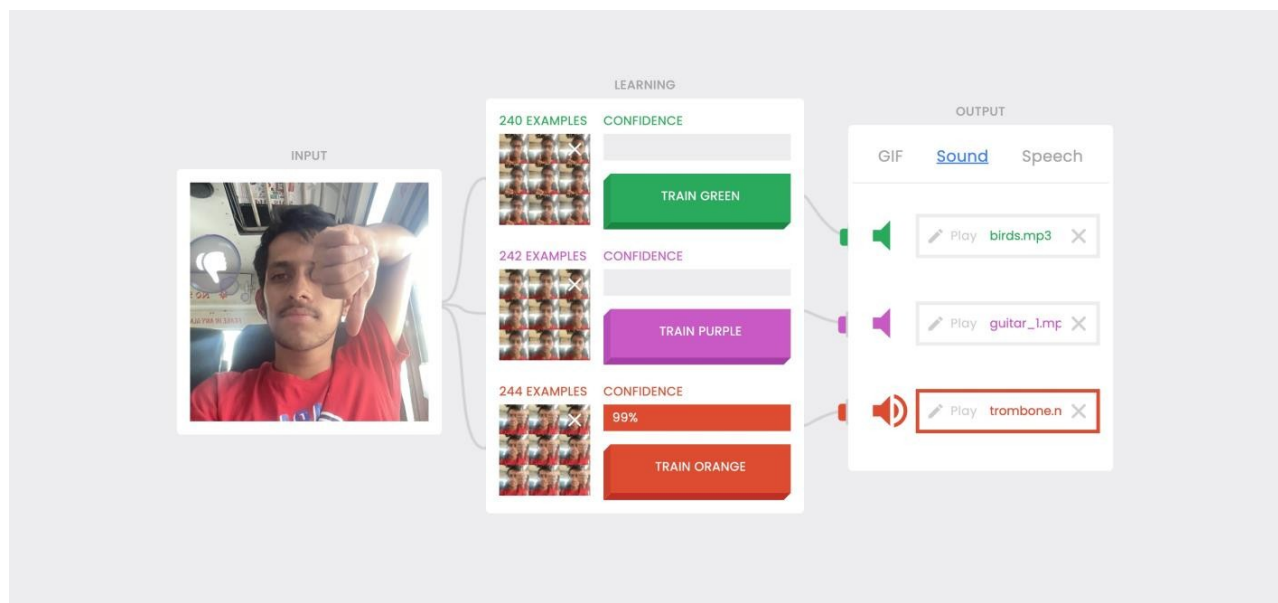 INPUT
LEARNING
240 EXAMPLES CONFIDENCE
TRAIN GREEN
242 EXAMPLES CONFIDENCE
TRAIN PURPLE
244 EXAMPLES CONFIDENCE
99%
TRAIN ORANGE
OUTPUT
GIF Sound Speech
Play birds.mp3
Play guitar_1.mp
Play trombone.n